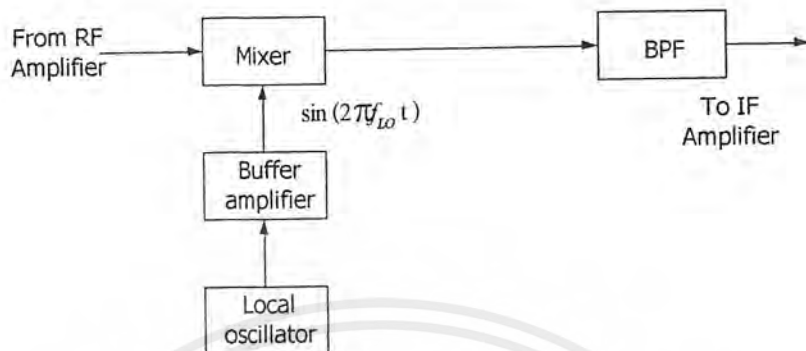 From RF
Amplifier
Mixer
BPF
sin (2πf_LO t)
To IF
Amplifier
Buffer
amplifier
Local
oscillator